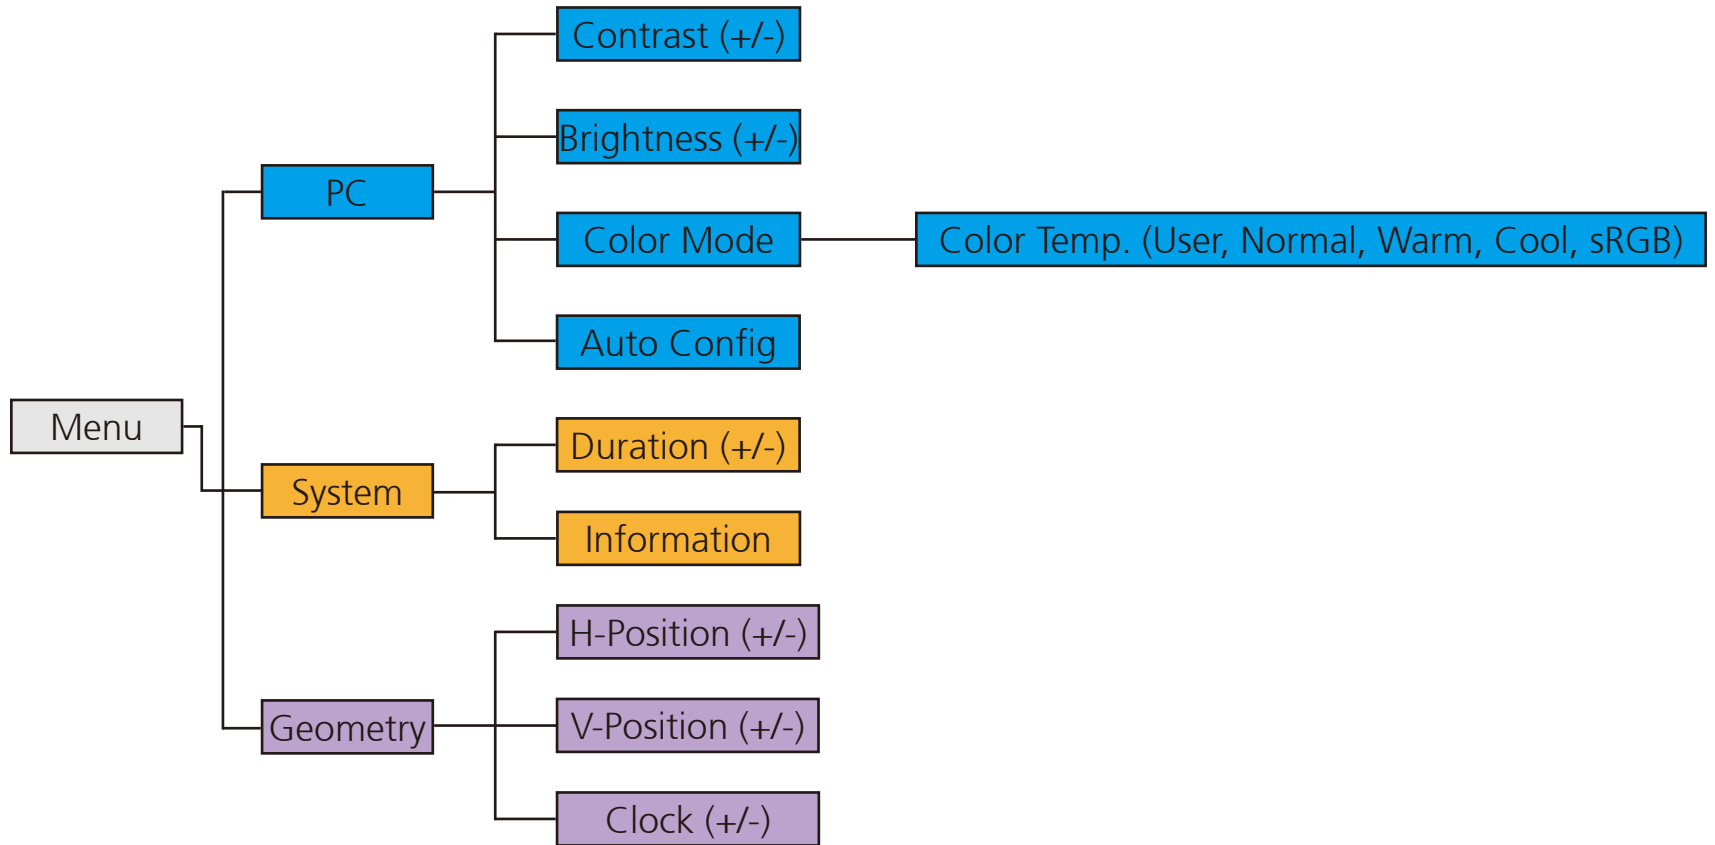 Menu
PC
Contrast (+/-)
Brightness (+/-)
Color Mode
Color Temp. (User, Normal, Warm, Cool, sRGB)
Auto Config
System
Duration (+/-)
Information
Geometry
H-Position (+/-)
V-Position (+/-)
Clock (+/-)